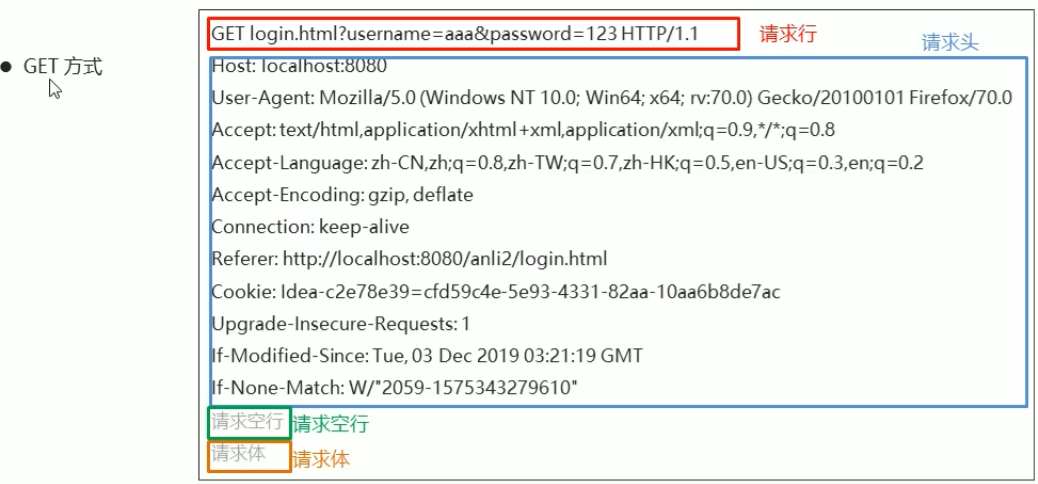 GET login.html?username=aaa&password=123 HTTP/1.1 请求行
请求头
● GET 方式
Host: localhost:8080
User-Agent: Mozilla/5.0 (Windows NT 10.0; Win64; x64; rv:70.0) Gecko/20100101 Firefox/70.0
Accept: text/html,application/xhtml+xml,application/xml;q=0.9,*/*;q=0.8
Accept-Language: zh-CN,zh;q=0.8,zh-TW;q=0.7,zh-HK;q=0.5,en-US;q=0.3,en;q=0.2
Accept-Encoding: gzip, deflate
Connection: keep-alive
Referer: http://localhost:8080/anli2/login.html
Cookie: Idea-c2e78e39=cfd59c4e-5e93-4331-82aa-10aa6b8de7ac
Upgrade-Insecure-Requests: 1
If-Modified-Since: Tue, 03 Dec 2019 03:21:19 GMT
If-None-Match: W/"2059-1575343279610"
请求空行 请求空行
请求体 请求体